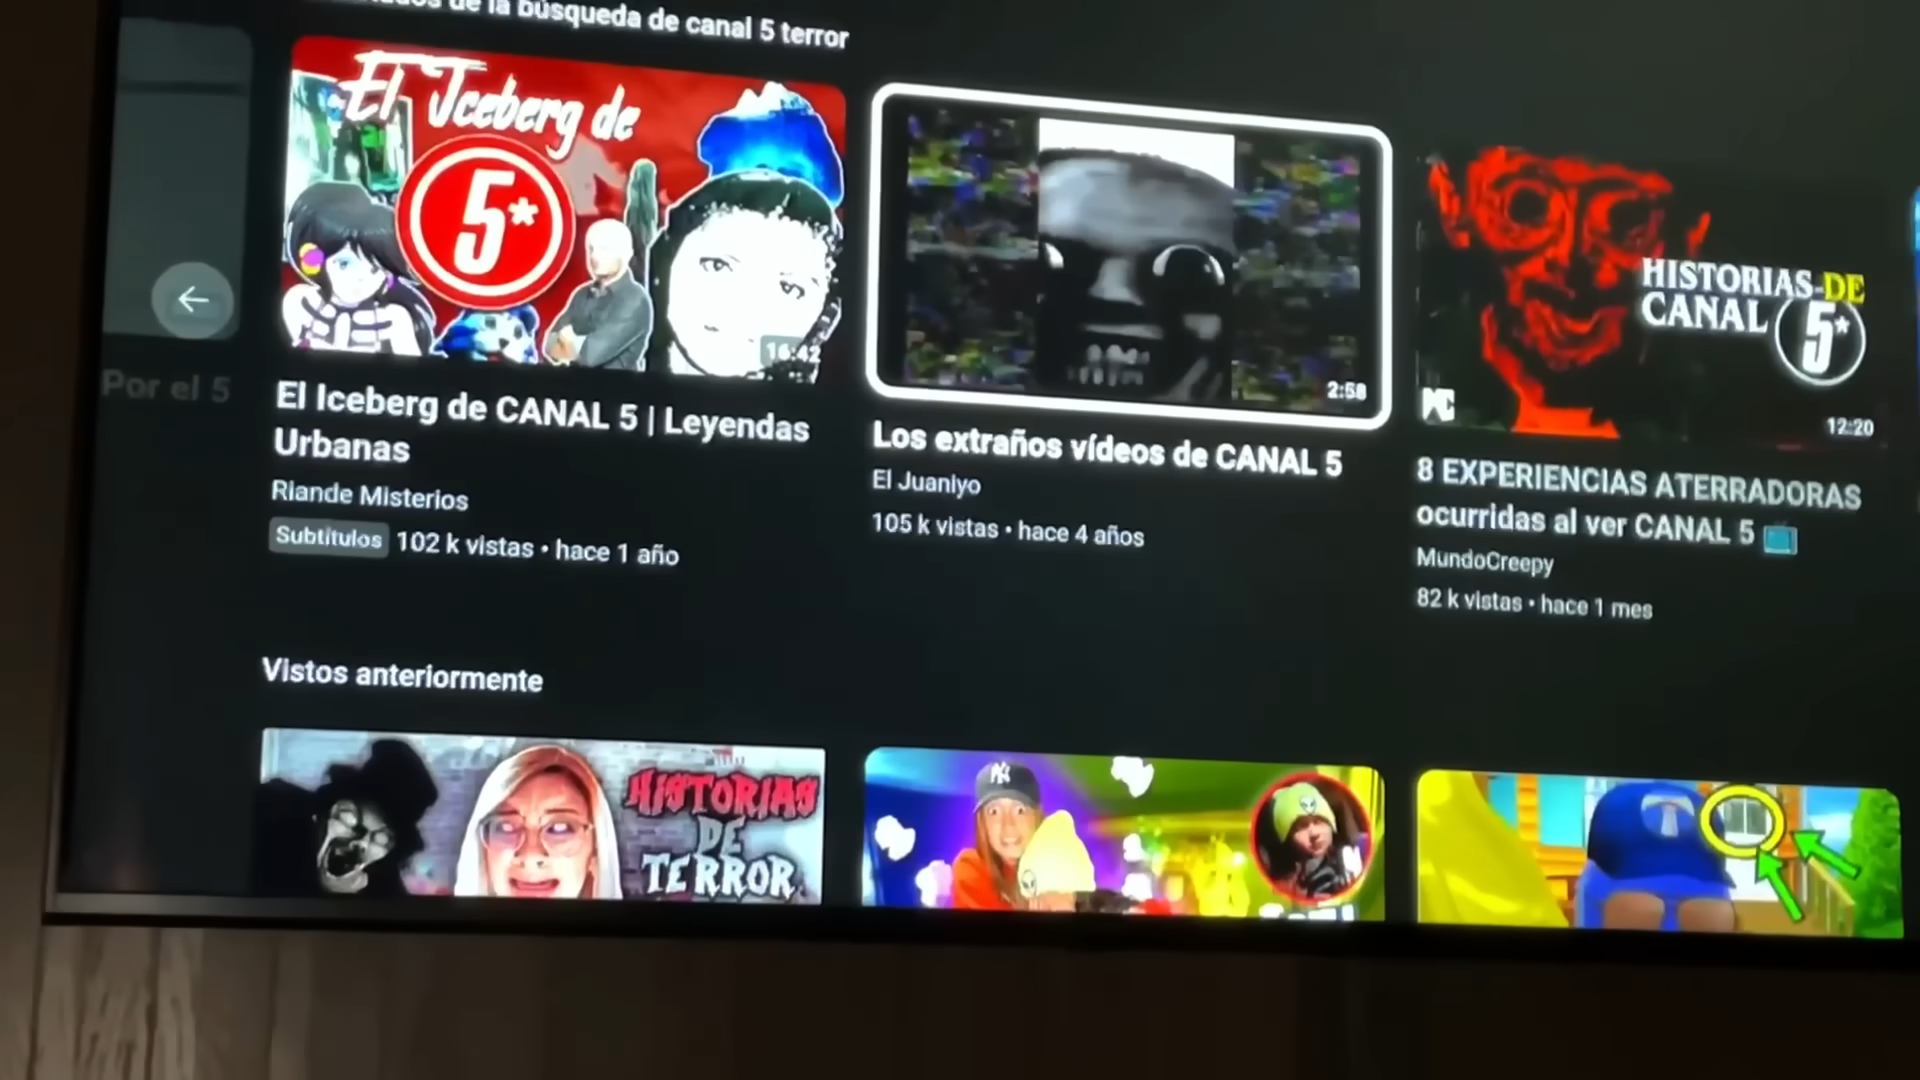 de la búsqueda de canal 5 terror
El Iceberg de
5*
16:42
El Iceberg de CANAL 5 | Leyendas
Urbanas
Riande Misterios
Subtítulos 102 k vistas • hace 1 año
2:58
Los extraños vídeos de CANAL 5
El Juaniyo
105 k vistas • hace 4 años
HISTORIAS-DE
CANAL 5*
MC
12:20
8 EXPERIENCIAS ATERRADORAS
ocurridas al ver CANAL 5
MundoCreepy
82 k vistas • hace 1 mes
Por el 5
Vistos anteriormente
HISTORIAS
DE
TERROR
NY